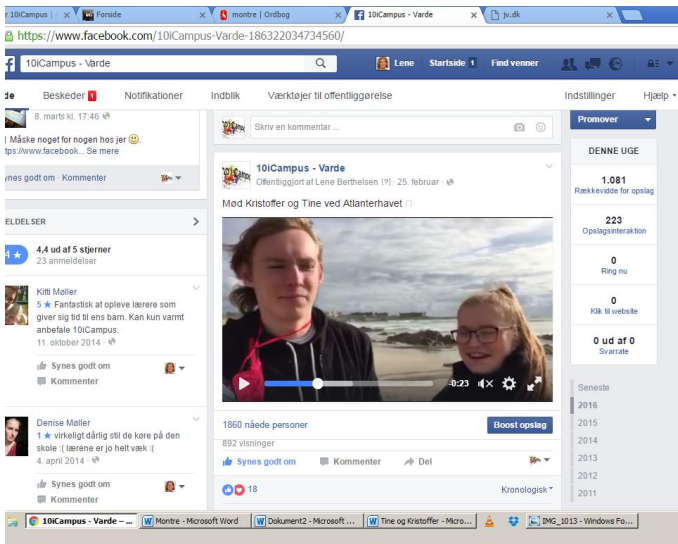 r 10iCampus |
Forside
montre | Ordbog
10iCampus - Varde
jv.dk
https://www.facebook.com/10iCampus-Varde-186322034734560/
10iCampus - Varde
Lene
Startside 1
Find venner
de
Beskeder 1
Notifikationer
Indblik
Værktøjer til offentliggørelse
Indstillinger
Hjælp
8. marts kl. 17:46
Måske noget for nogen hos jer
tps://www.facebook... Se mere
ynes godt om · Kommenter
ELDELSER
4 ★
4,4 ud af 5 stjerner
23 anmeldelser
Kitti Møller
5 ★ Fantastisk at opleve lærere som
giver sig tid til ens barn. Kan kun varmt
anbefale 10iCampus.
11. oktober 2014 ·
Synes godt om
Kommenter
Denise Møller
1 ★ virkeligt dårlig stil de køre på den
skole :( lærene er jo helt væk :(
4. april 2014 ·
Synes godt om
Kommenter
Skriv en kommentar...
10iCampus - Varde
Offentliggjort af Lene Berthelsen [?] · 25. februar ·
Mød Kristoffer og Tine ved Atlanterhavet
-0:23
1860 nåede personer
Boost opslag
892 visninger
Synes godt om
Kommenter
Del
18
Kronologisk
Promover
DENNE UGE
1.081
Rækkevidde for opslag
223
Opslagsinteraktion
0
Ring nu
0
Klik til website
0 ud af 0
Svarrate
Seneste
2016
2015
2014
2013
2012
2011
10iCampus - Varde – ...
Montre - Microsoft Word
Dokument2 - Microsoft ...
Tine og Kristoffer - Micro...
IMG_1013 - Windows Fo...